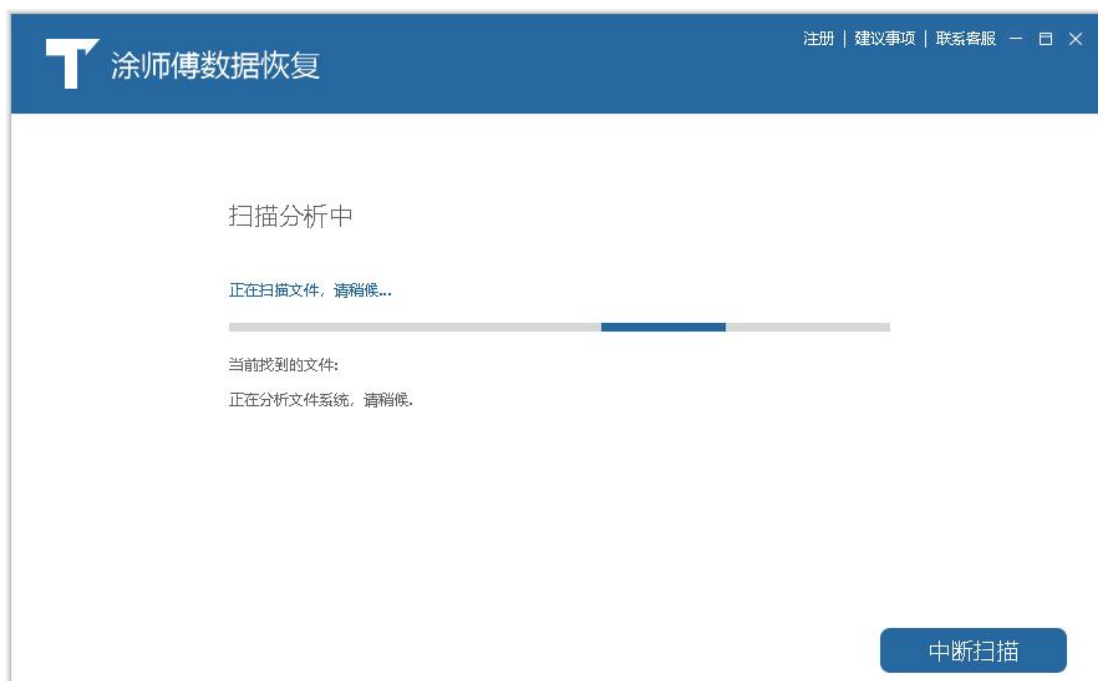 涂师傅数据恢复
注册 | 建议事项 | 联系客服
扫描分析中
正在扫描文件, 请稍候...
当前找到的文件:
正在分析文件系统, 请稍候.
中断扫描